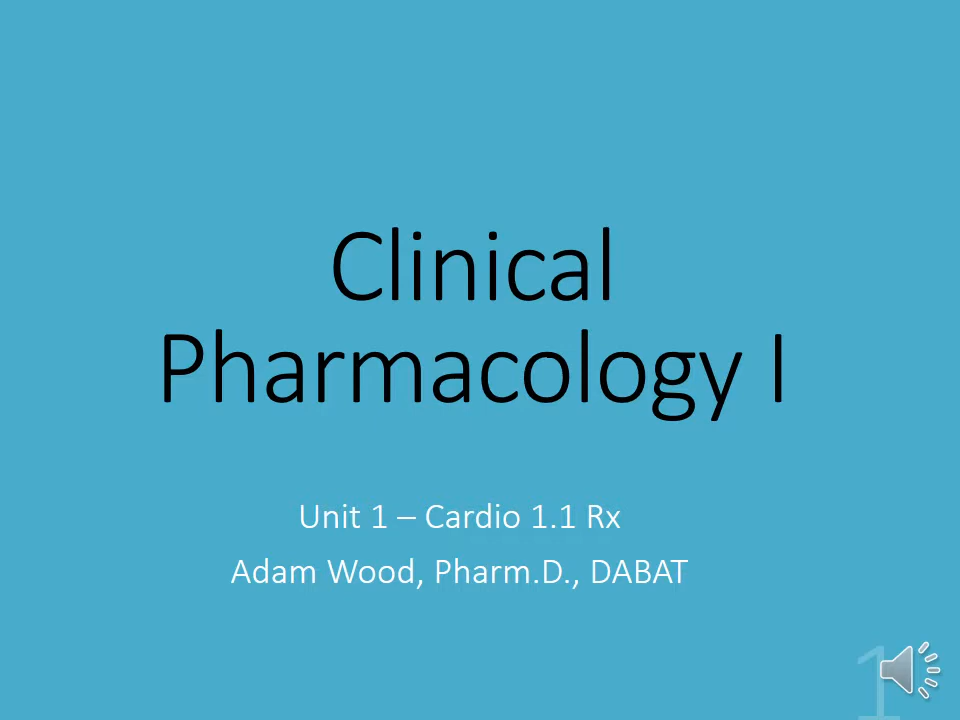 Clinical
Pharmacology I
Unit 1 – Cardio 1.1 Rx
Adam Wood, Pharm.D., DABAT
1